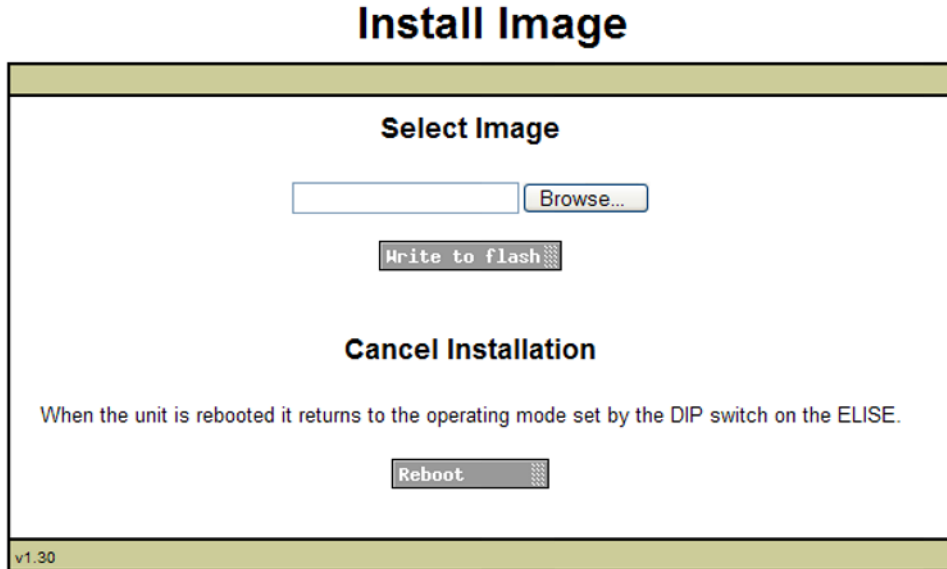 Install Image
Select Image
Browse...
Write to flash
Cancel Installation
When the unit is rebooted it returns to the operating mode set by the DIP switch on the ELISE.
Reboot
v1.30